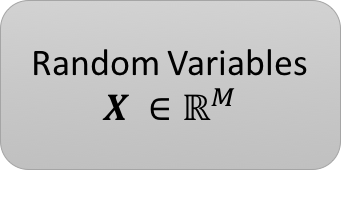 Random Variables
𝑿 ∈ ℝ^𝑀